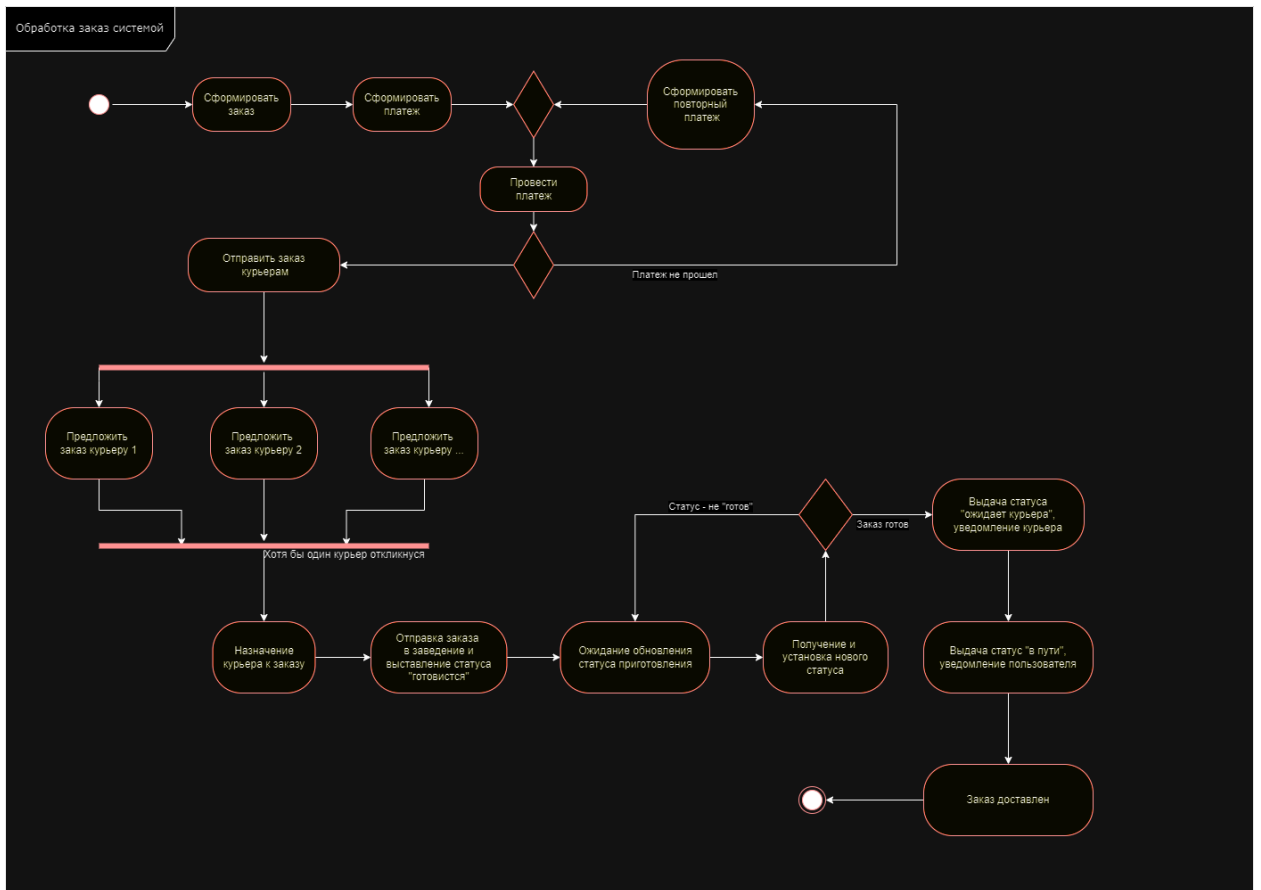 Обработка заказ системой
Сформировать
заказ
Сформировать
платеж
Сформировать
повторный
платеж
Провести
платеж
Отправить заказ
курьерам
Платеж не прошел
Предложить
заказ курьеру 1
Предложить
заказ курьеру 2
Предложить
заказ курьеру ...
Хотя бы один курьер откликнуся
Статус - не "готов"
Заказ готов
Выдача статуса
"ожидает курьера",
уведомление курьера
Назначение
курьера к заказу
Отправка заказа
в заведение и
выставление статуса
"готовистся"
Ожидание обновления
статуса приготовления
Получение и
установка нового
статуса
Выдача статус "в пути",
уведомление пользователя
Заказ доставлен